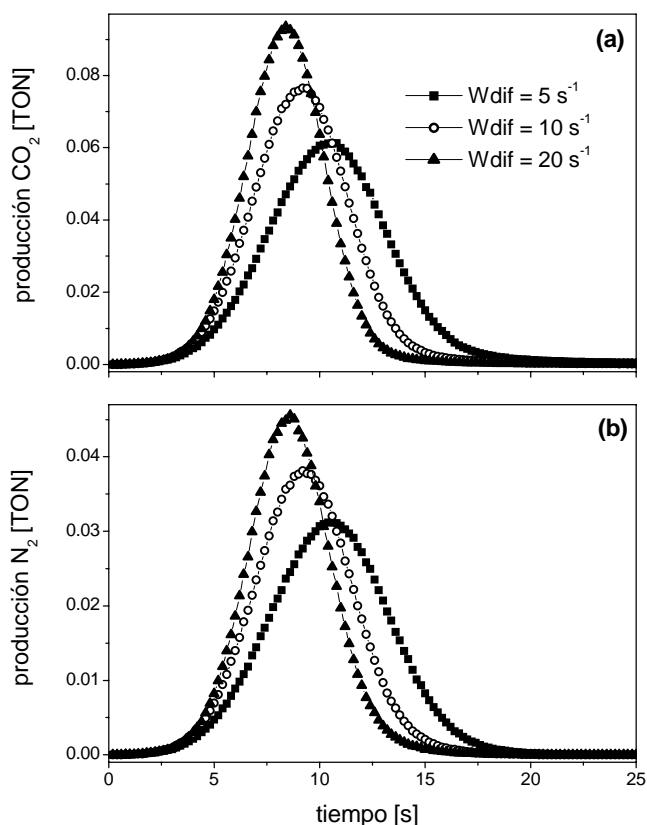 (a)
Wdif = 5 s⁻¹
Wdif = 10 s⁻¹
Wdif = 20 s⁻¹
producción CO₂ [TON]
0.08
0.06
0.04
0.02
0.00
(b)
producción N₂ [TON]
0.04
0.03
0.02
0.01
0.00
0
5
10
15
20
25
tiempo [s]